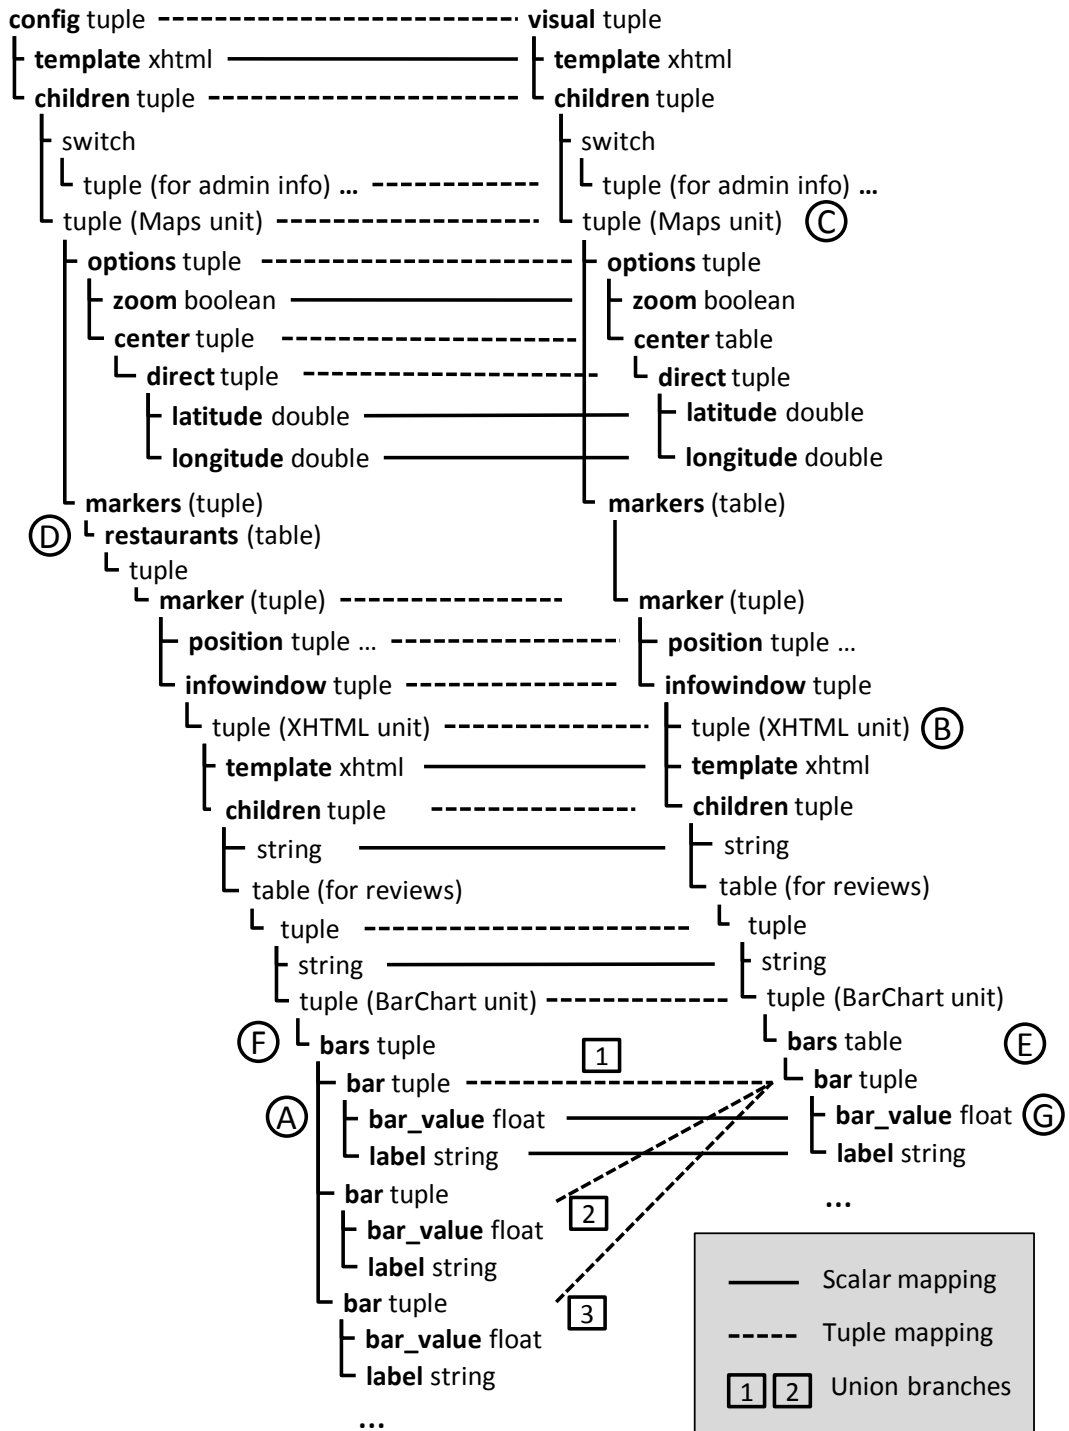 config tuple visual tuple
template xhtml template xhtml
children tuple children tuple
switch switch
tuple (for admin info) ... tuple (for admin info) ...
tuple (Maps unit) tuple (Maps unit) C
options tuple options tuple
zoom boolean zoom boolean
center tuple center table
direct tuple direct tuple
latitude double latitude double
longitude double longitude double
markers (tuple) markers (table)
D restaurants (table)
tuple
marker (tuple) marker (tuple)
position tuple ... position tuple ...
infowindow tuple infowindow tuple
tuple (XHTML unit) tuple (XHTML unit) B
template xhtml template xhtml
children tuple children tuple
string string
table (for reviews) table (for reviews)
tuple tuple
string string
tuple (BarChart unit) tuple (BarChart unit)
F bars tuple 1 bars table E
bar tuple bar tuple
A bar_value float bar_value float G
label string label string
bar tuple ...
bar_value float 2
label string
bar tuple 3
bar_value float
label string
...
Scalar mapping
Tuple mapping
1 2 Union branches